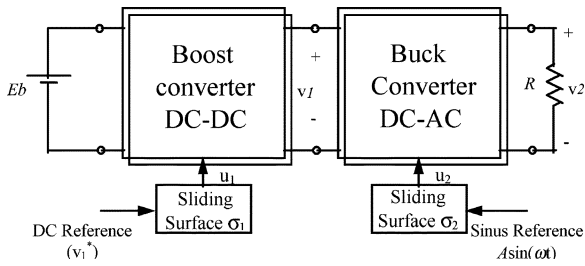 Boost
converter
DC-DC
Buck
Converter
DC-AC
Eb
+
v1
-
+
R
v2
-
u1
u2
Sliding
Surface σ1
Sliding
Surface σ2
DC Reference
(v1*)
Sinus Reference
Asin(ωt)